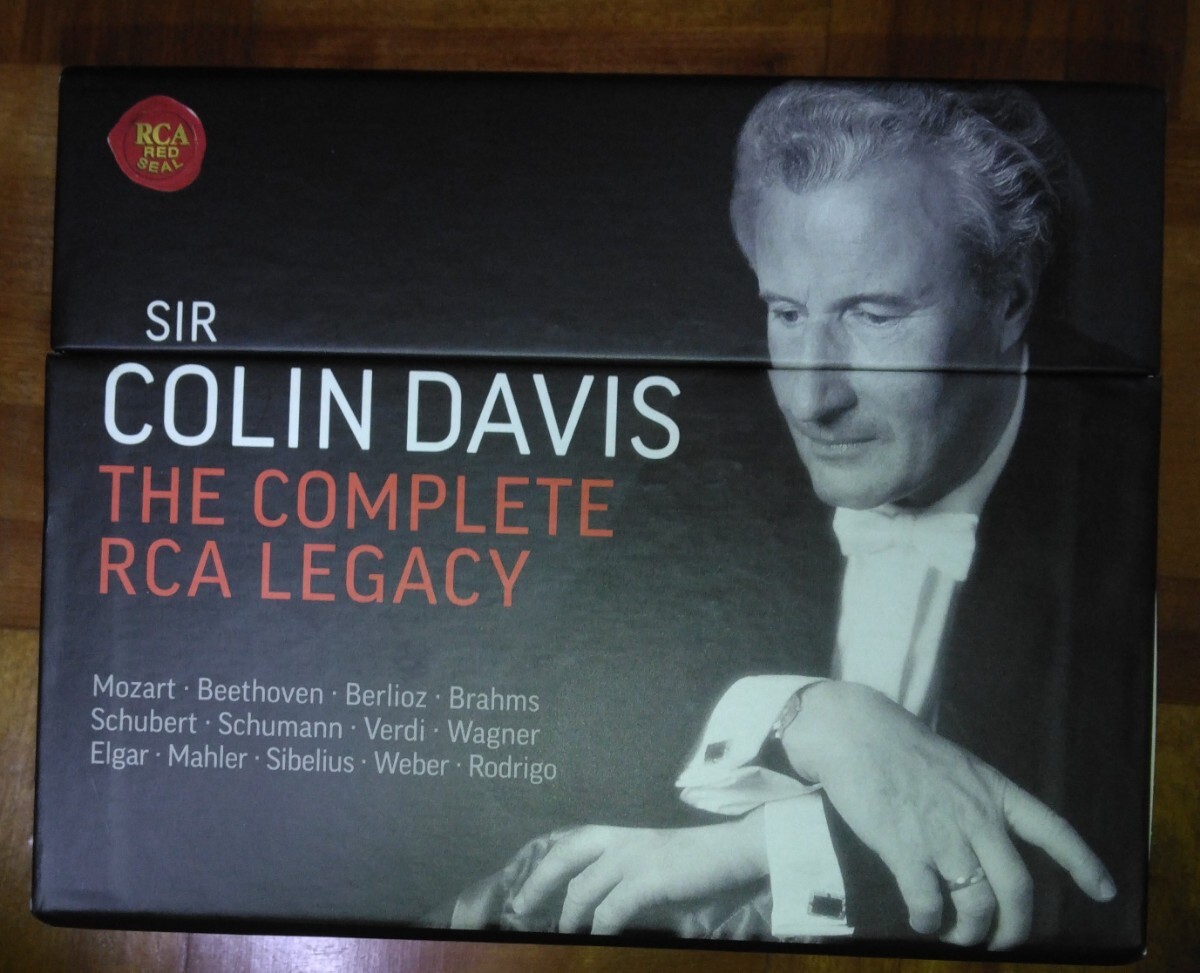 RCA
RED
SEAL
SIR
COLIN DAVIS
THE COMPLETE
RCA LEGACY
Mozart · Beethoven · Berlioz · Brahms
Schubert · Schumann · Verdi · Wagner
Elgar · Mahler · Sibelius · Weber · Rodrigo